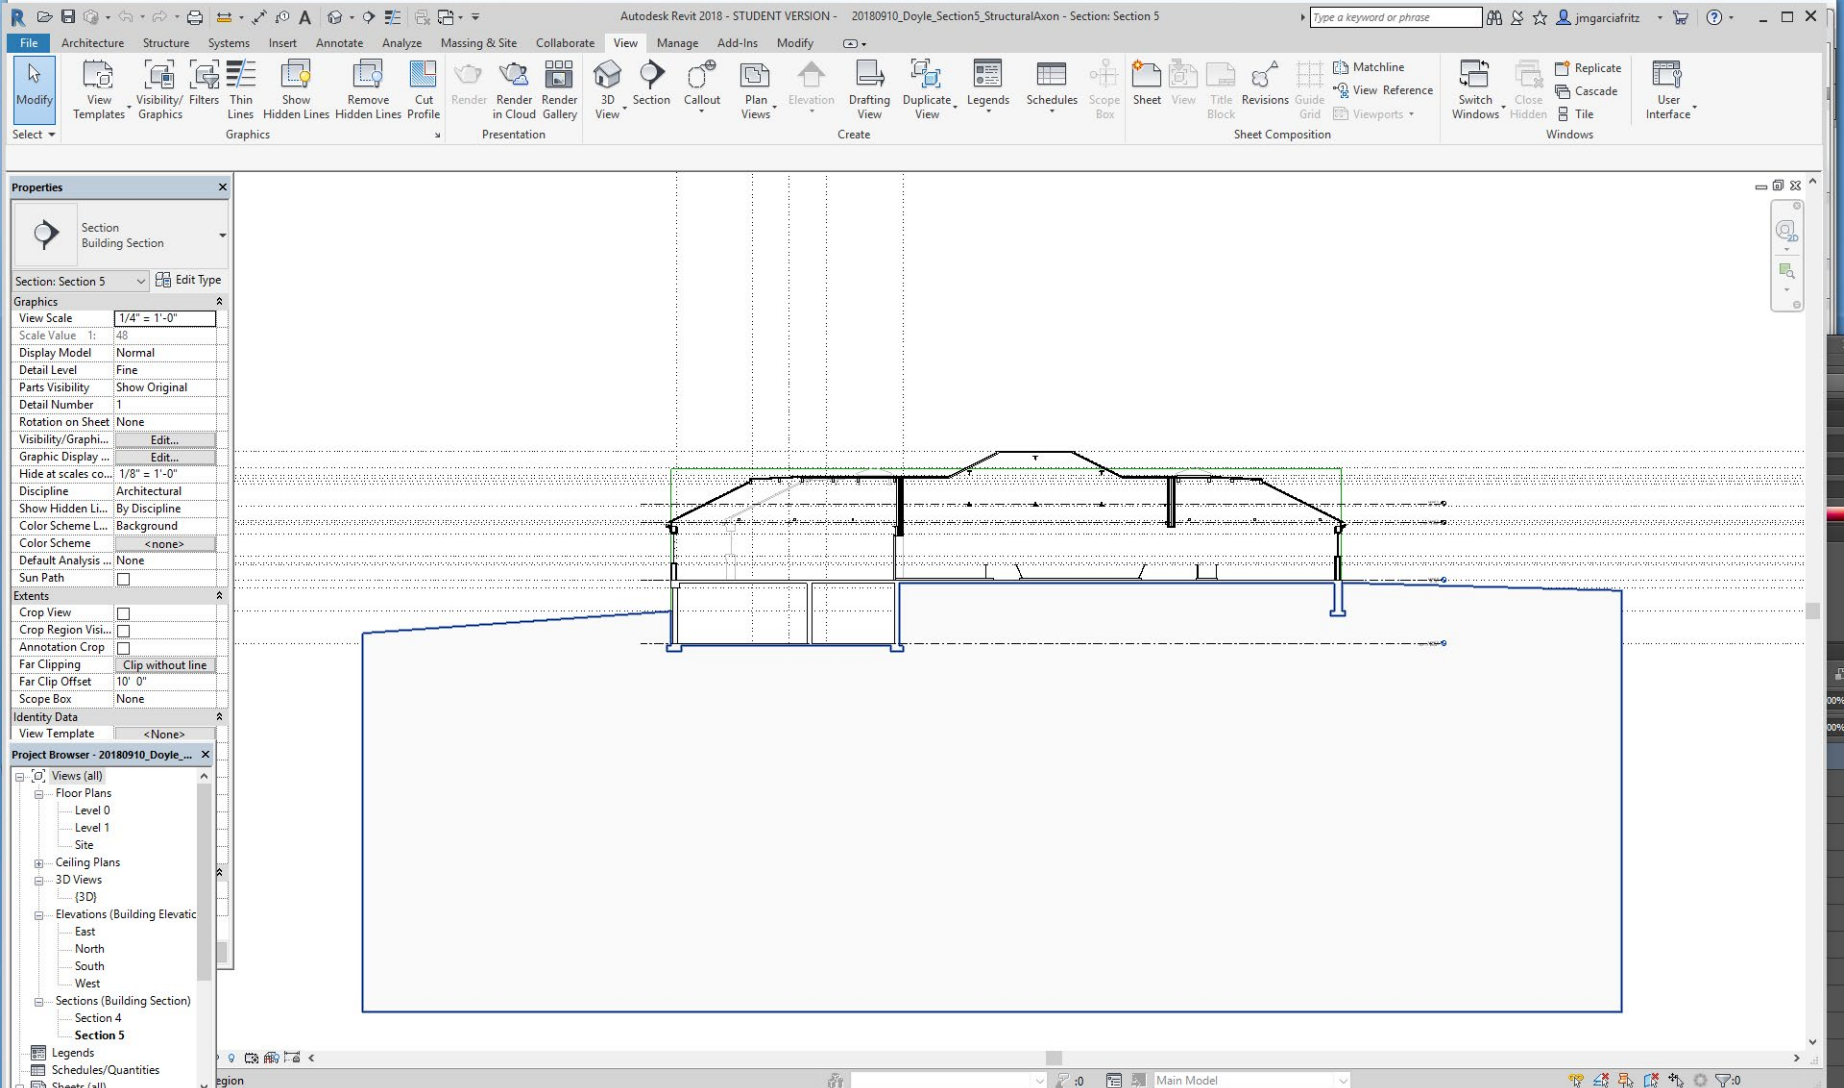 Autodesk Revit 2018 - STUDENT VERSION - 20180910_Doyle_Section5_StructuralAxon - Section: Section 5
Type a keyword or phrase
jmgarciafritz
File Architecture Structure Systems Insert Annotate Analyze Massing & Site Collaborate View Manage Add-Ins Modify
Modify
View Templates
Visibility/ Graphics
Filters
Thin Lines
Show Hidden Lines
Remove Hidden Lines
Cut Profile
Render
Render in Cloud
Render Gallery
3D View
Section
Callout
Plan Views
Elevation
Drafting View
Duplicate View
Legends
Schedules
Scope Box
Sheet
View
Title Block
Revisions
Guide Grid
Matchline
View Reference
Viewports
Switch Windows
Close Hidden
Replicate
Cascade
Tile
User Interface
Select
Graphics
Presentation
Create
Sheet Composition
Windows
Properties
Section
Building Section
Section: Section 5
Edit Type
Graphics
View Scale 1/4" = 1'-0"
Scale Value 1: 48
Display Model Normal
Detail Level Fine
Parts Visibility Show Original
Detail Number 1
Rotation on Sheet None
Visibility/Graphi... Edit...
Graphic Display ... Edit...
Hide at scales co... 1/8" = 1'-0"
Discipline Architectural
Show Hidden Li... By Discipline
Color Scheme L... Background
Color Scheme <none>
Default Analysis ... None
Sun Path
Extents
Crop View
Crop Region Visi...
Annotation Crop
Far Clipping Clip without line
Far Clip Offset 10' 0"
Scope Box None
Identity Data
View Template <None>
Project Browser - 20180910_Doyle_...
Views (all)
Floor Plans
Level 0
Level 1
Site
Ceiling Plans
3D Views
{3D}
Elevations (Building Elevatic
East
North
South
West
Sections (Building Section)
Section 4
Section 5
Legends
Schedules/Quantities
Sheets (all)
2D
egion
:0
Main Model
:0
00%
00%